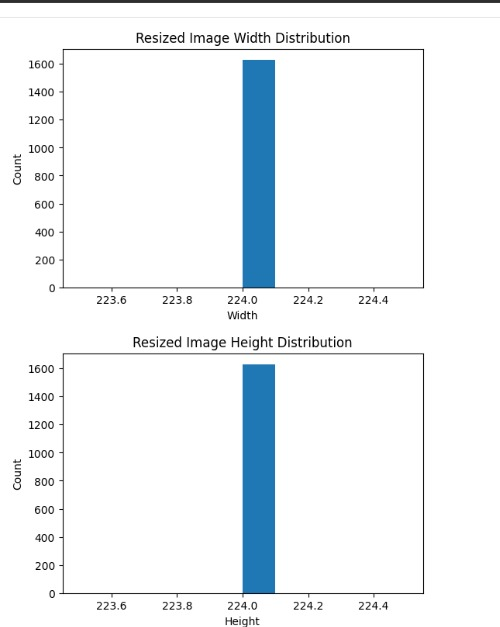 Resized Image Width Distribution
1600
1400
1200
1000
800
600
400
200
0
Count
223.6 223.8 224.0 224.2 224.4
Width
Resized Image Height Distribution
1600
1400
1200
1000
800
600
400
200
0
Count
223.6 223.8 224.0 224.2 224.4
Height